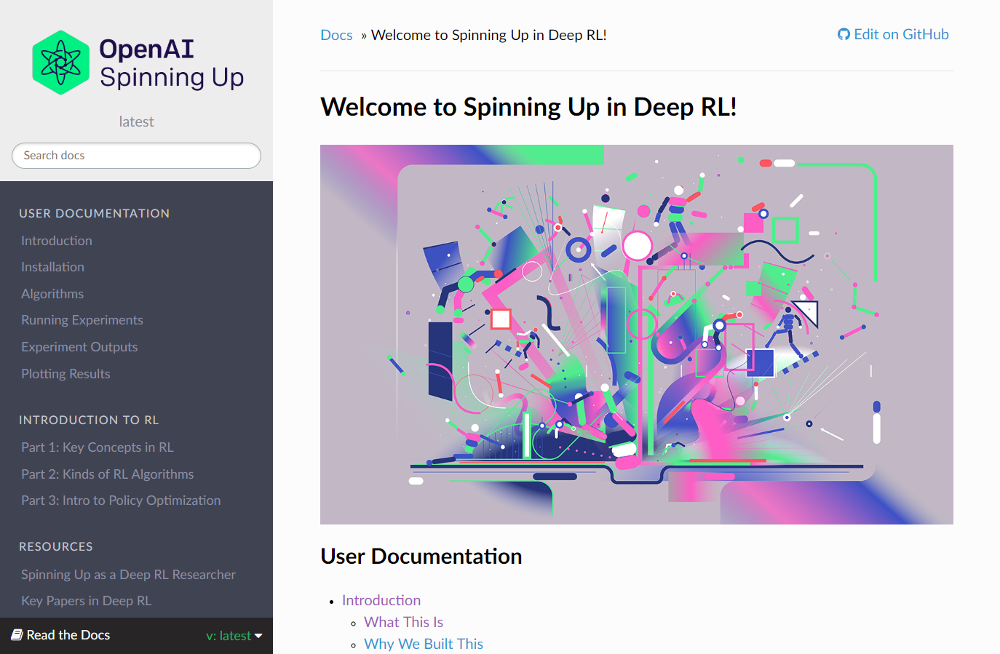 OpenAI
Spinning Up
latest
Search docs
USER DOCUMENTATION
Introduction
Installation
Algorithms
Running Experiments
Experiment Outputs
Plotting Results
INTRODUCTION TO RL
Part 1: Key Concepts in RL
Part 2: Kinds of RL Algorithms
Part 3: Intro to Policy Optimization
RESOURCES
Spinning Up as a Deep RL Researcher
Key Papers in Deep RL
Read the Docs
v: latest
Docs » Welcome to Spinning Up in Deep RL!
Edit on GitHub
Welcome to Spinning Up in Deep RL!
User Documentation
Introduction
What This Is
Why We Built This